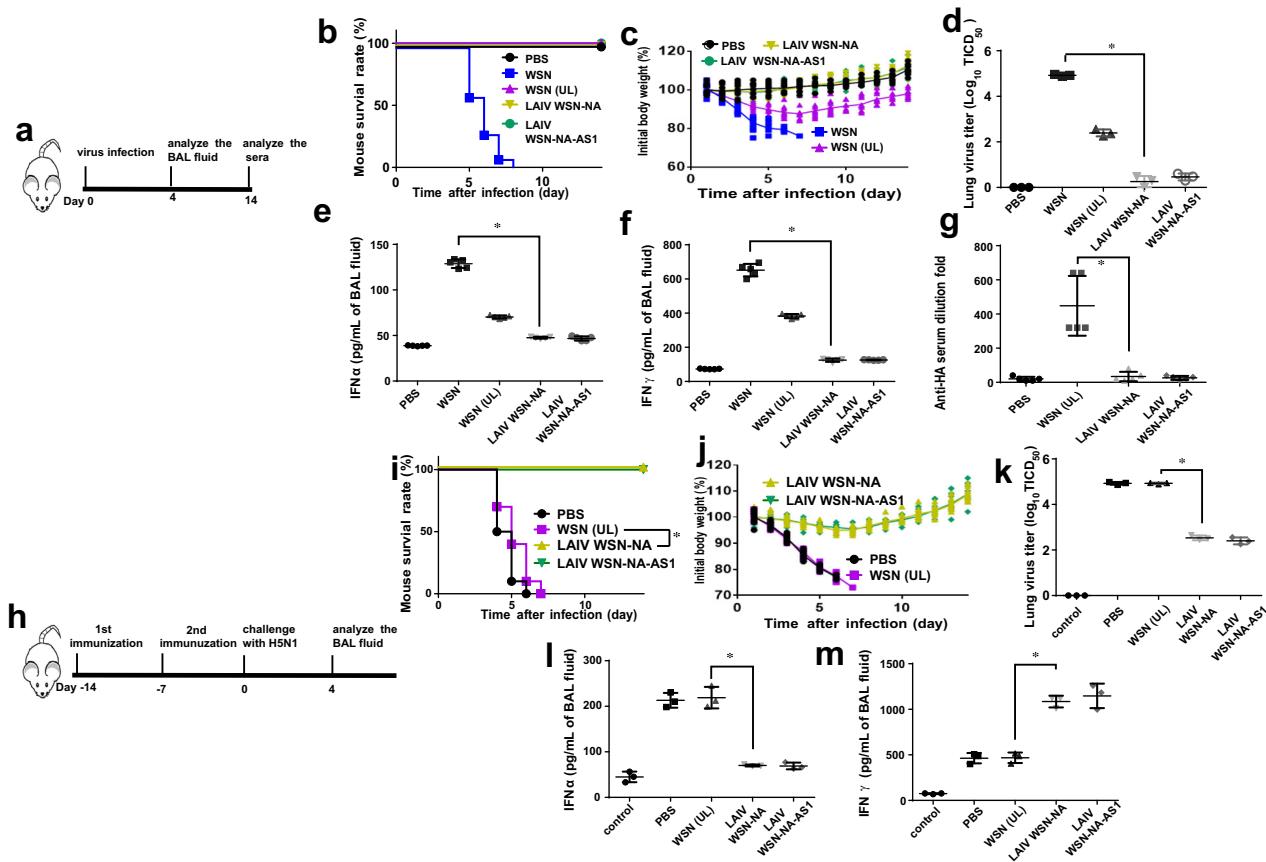 a
virus infection
analyze the
BAL fluid
analyze the
sera
Day 0
4
14
b
Mouse survival raate (%)
100
50
0
0
5
10
Time after infection (day)
PBS
WSN
WSN (UL)
LAIV WSN-NA
LAIV
WSN-NA-AS1
c
Initial body weight (%)
120
100
80
60
5
10
Time after infection (day)
PBS
LAIV WSN-NA
LAIV WSN-NA-AS1
WSN
WSN (UL)
d
Lung virus titer (Log10 TICD50)
6
4
2
0
*
PBS
WSN
WSN (UL)
LAIV WSN-NA
LAIV
WSN-NA-AS1
e
IFNα (pg/mL of BAL fluid)
150
100
50
0
*
PBS
WSN
WSN (UL)
LAIV WSN-NA
LAIV
WSN-NA-AS1
f
IFN γ (pg/mL of BAL fluid)
800
600
400
200
0
*
PBS
WSN
WSN (UL)
LAIV WSN-NA
LAIV
WSN-NA-AS1
g
Anti-HA serum dilution fold
800
600
400
200
0
*
PBS
WSN (UL)
LAIV WSN-NA
LAIV
WSN-NA-AS1
h
1st
immunization
2nd
immunuzation
challenge
with H5N1
analyze the
BAL fluid
Day -14
-7
0
4
i
Mouse survival raate (%)
100
50
0
5
10
Time after infection (day)
PBS
WSN (UL)
LAIV WSN-NA
LAIV WSN-NA-AS1
*
j
Initial body weight (%)
120
110
100
90
80
70
0
5
10
Time after infection (day)
LAIV WSN-NA
LAIV WSN-NA-AS1
PBS
WSN (UL)
k
Lung virus titer (log10TICD50)
6
4
2
0
*
control
PBS
WSN (UL)
LAIV
WSN-NA
LAIV
WSN-NA-AS1
l
IFNα (pg/mL of BAL fluid)
300
200
100
0
*
control
PBS
WSN (UL)
LAIV
WSN-NA
LAIV
WSN-NA-AS1
m
IFN γ (pg/mL of BAL fluid)
1500
1000
500
0
*
control
PBS
WSN (UL)
LAIV WSN-NA
LAIV
WSN-NA-AS1